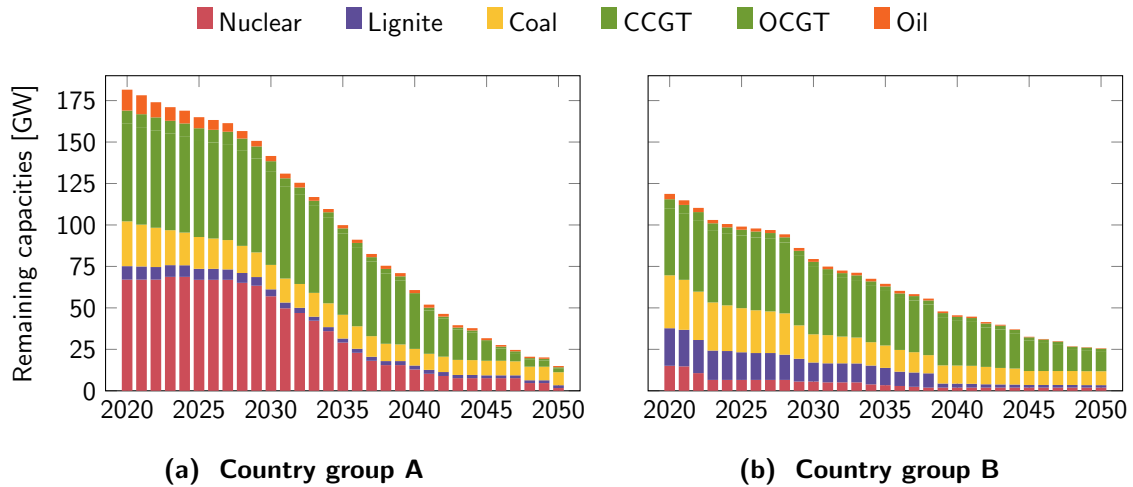 Nuclear Lignite Coal CCGT OCGT Oil
Remaining capacities [GW]
175
150
125
100
75
50
25
0
2020 2025 2030 2035 2040 2045 2050
2020 2025 2030 2035 2040 2045 2050
(a) Country group A
(b) Country group B